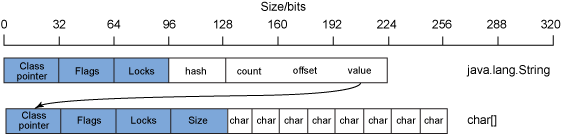 Size/bits
0 32 64 96 128 160 192 224 256 288 320
Class pointer Flags Locks hash count offset value java.lang.String
Class pointer Flags Locks Size char char char char char char char char char[]